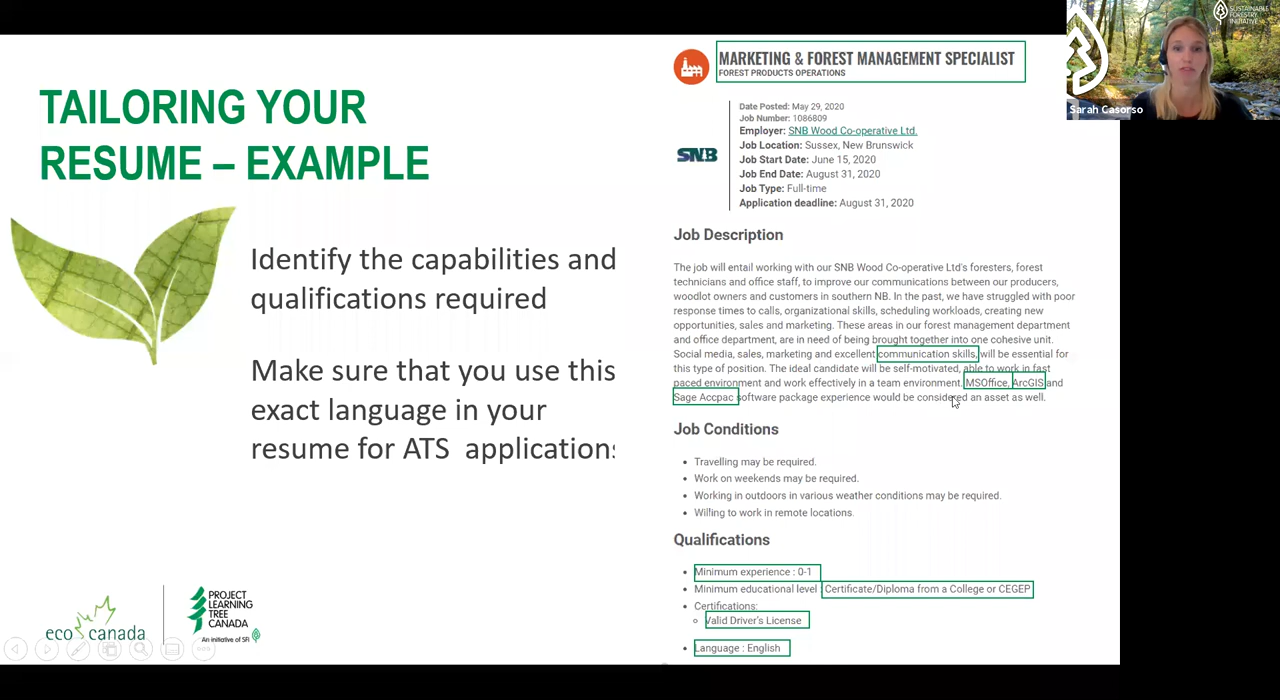 TAILORING YOUR
RESUME – EXAMPLE
Identify the capabilities and
qualifications required
Make sure that you use this
exact language in your
resume for ATS applications
eco canada
PROJECT
LEARNING
TREE
CANADA
An initiative of SFI
MARKETING & FOREST MANAGEMENT SPECIALIST
FOREST PRODUCTS OPERATIONS
SNB
Date Posted: May 29, 2020
Job Number: 1086809
Employer: SNB Wood Co-operative Ltd.
Job Location: Sussex, New Brunswick
Job Start Date: June 15, 2020
Job End Date: August 31, 2020
Job Type: Full-time
Application deadline: August 31, 2020
Job Description
The job will entail working with our SNB Wood Co-operative Ltd's foresters, forest
technicians and office staff, to improve our communications between our producers,
woodlot owners and customers in southern NB. In the past, we have struggled with poor
response times to calls, organizational skills, scheduling workloads, creating new
opportunities, sales and marketing. These areas in our forest management department
and office department, are in need of being brought together into one cohesive unit.
Social media, sales, marketing and excellent communication skills, will be essential for
this type of position. The ideal candidate will be self-motivated, able to work in fast
paced environment and work effectively in a team environment. MSOffice, ArcGIS and
Sage Accpac software package experience would be considered an asset as well.
Job Conditions
Travelling may be required.
Work on weekends may be required.
Working in outdoors in various weather conditions may be required.
Willing to work in remote locations.
Qualifications
Minimum experience : 0-1
Minimum educational level : Certificate/Diploma from a College or CEGEP
Certifications:
Valid Driver's License
Language : English
SUSTAINABLE
FORESTRY
INITIATIVE
Sarah Casorso